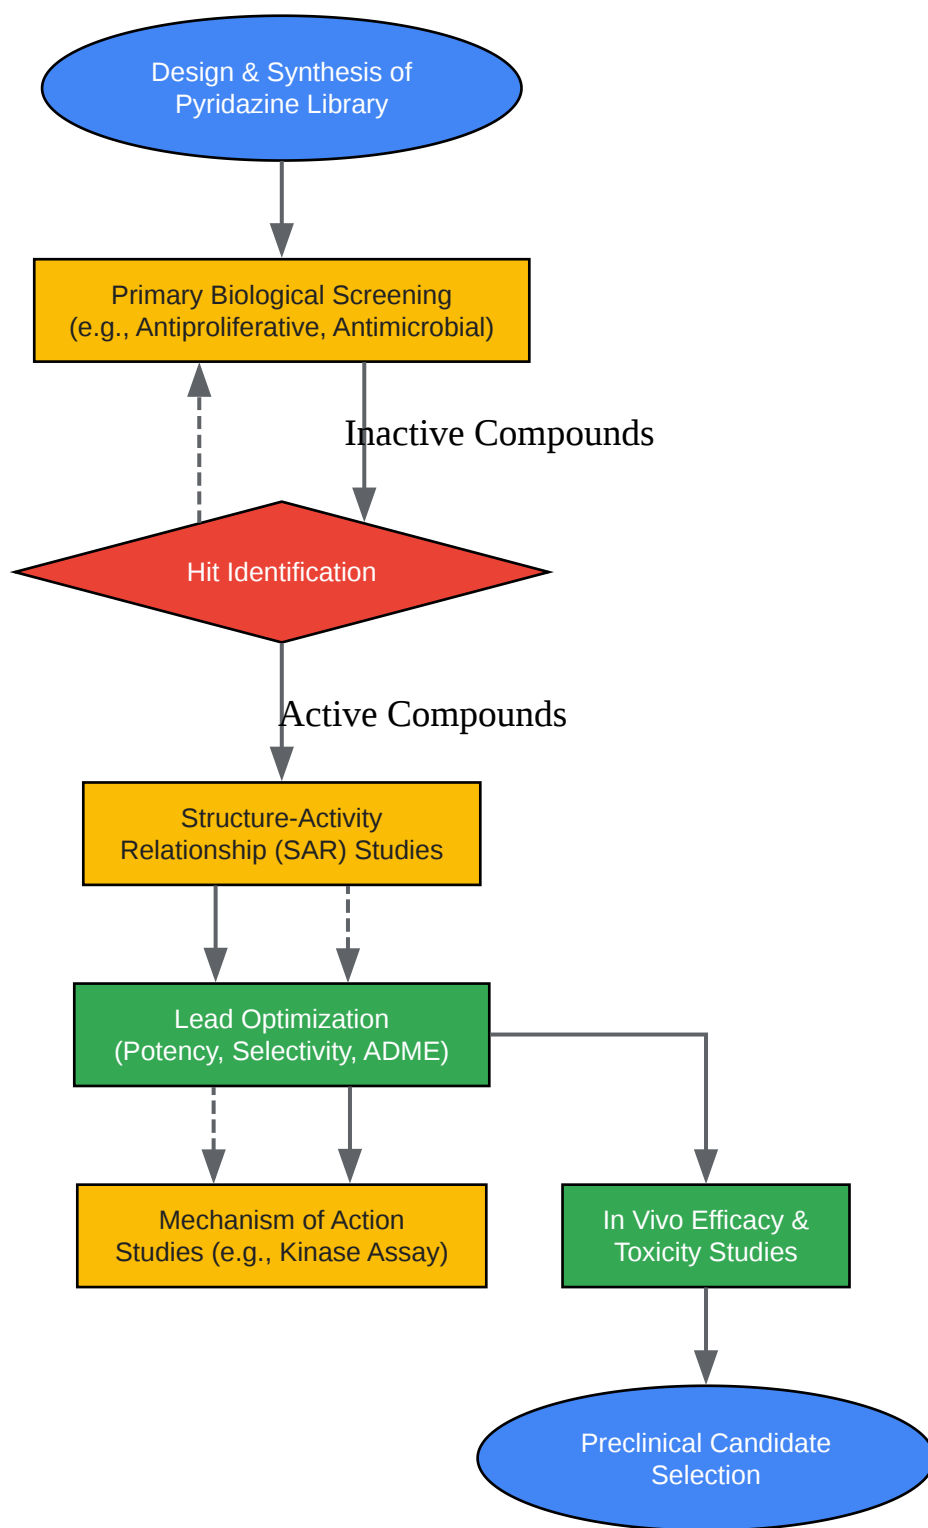 Design & Synthesis of
Pyridazine Library
Primary Biological Screening
(e.g., Antiproliferative, Antimicrobial)
Inactive Compounds
Hit Identification
Active Compounds
Structure-Activity
Relationship (SAR) Studies
Lead Optimization
(Potency, Selectivity, ADME)
Mechanism of Action
Studies (e.g., Kinase Assay)
In Vivo Efficacy &
Toxicity Studies
Preclinical Candidate
Selection